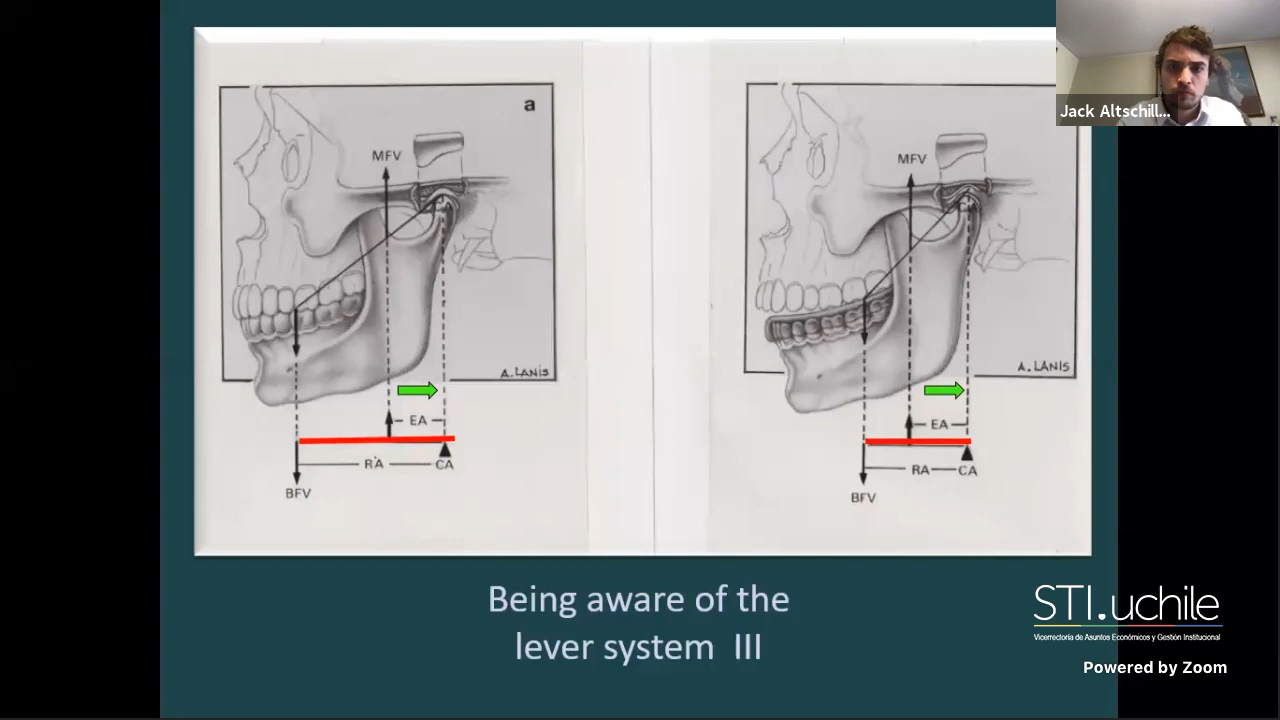 Jack Altschill...
a
MFV
A. LANIS
EA
RA
CA
BFV
MFV
A. LANIS
EA
RA
CA
BFV
Being aware of the
lever system III
STI.uchile
Vicerrectoría de Asuntos Económicos y Gestión Institucional
Powered by Zoom